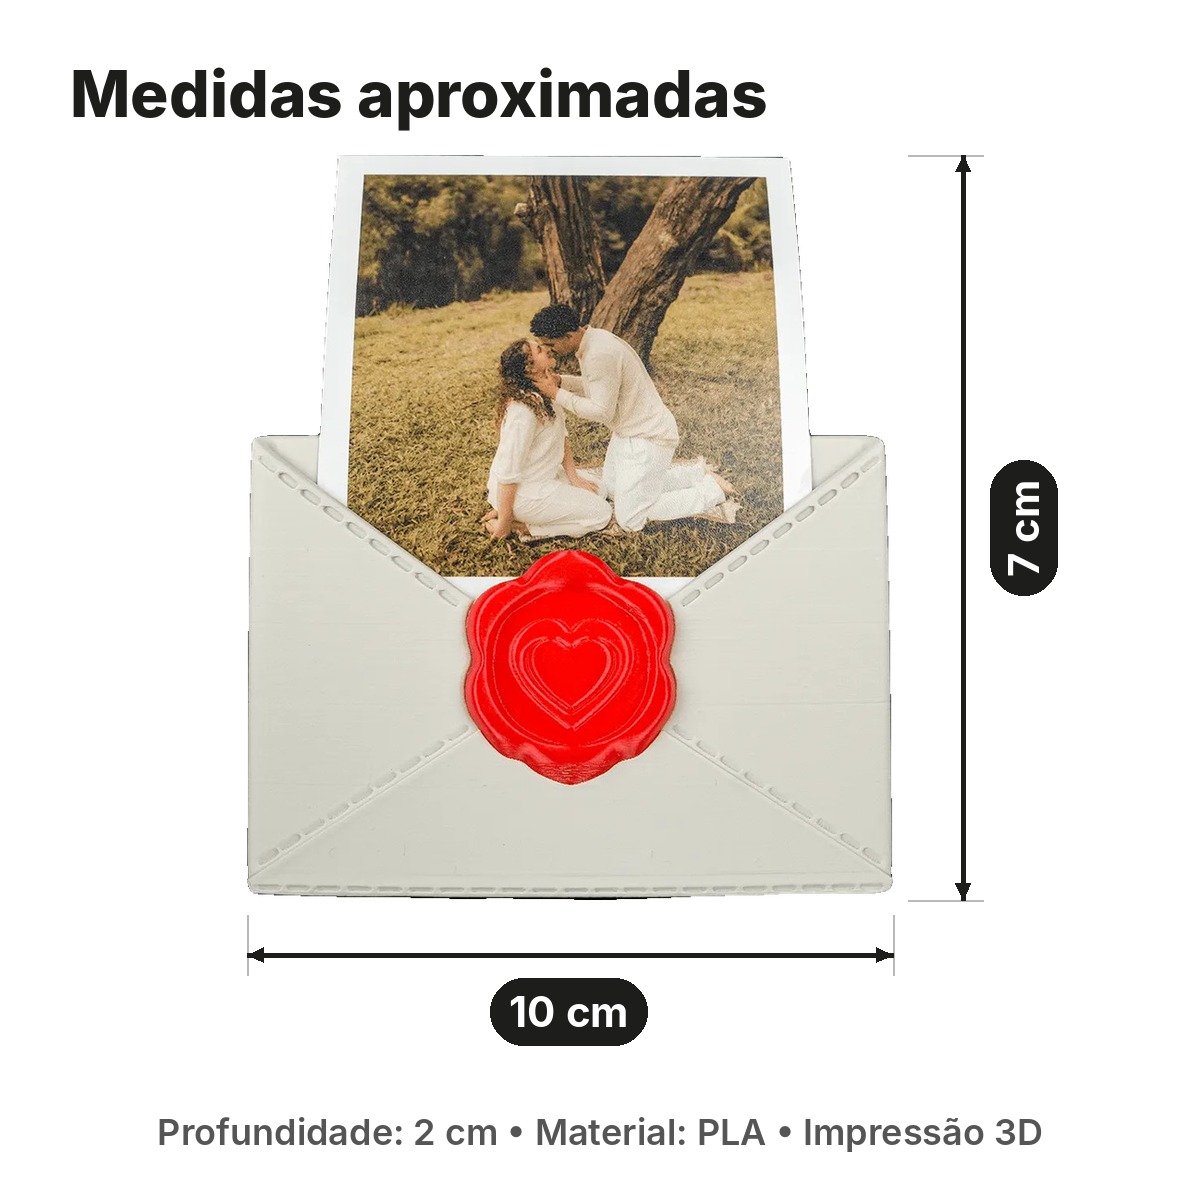 Medidas aproximadas
7 cm
10 cm
Profundidade: 2 cm • Material: PLA • Impressão 3D